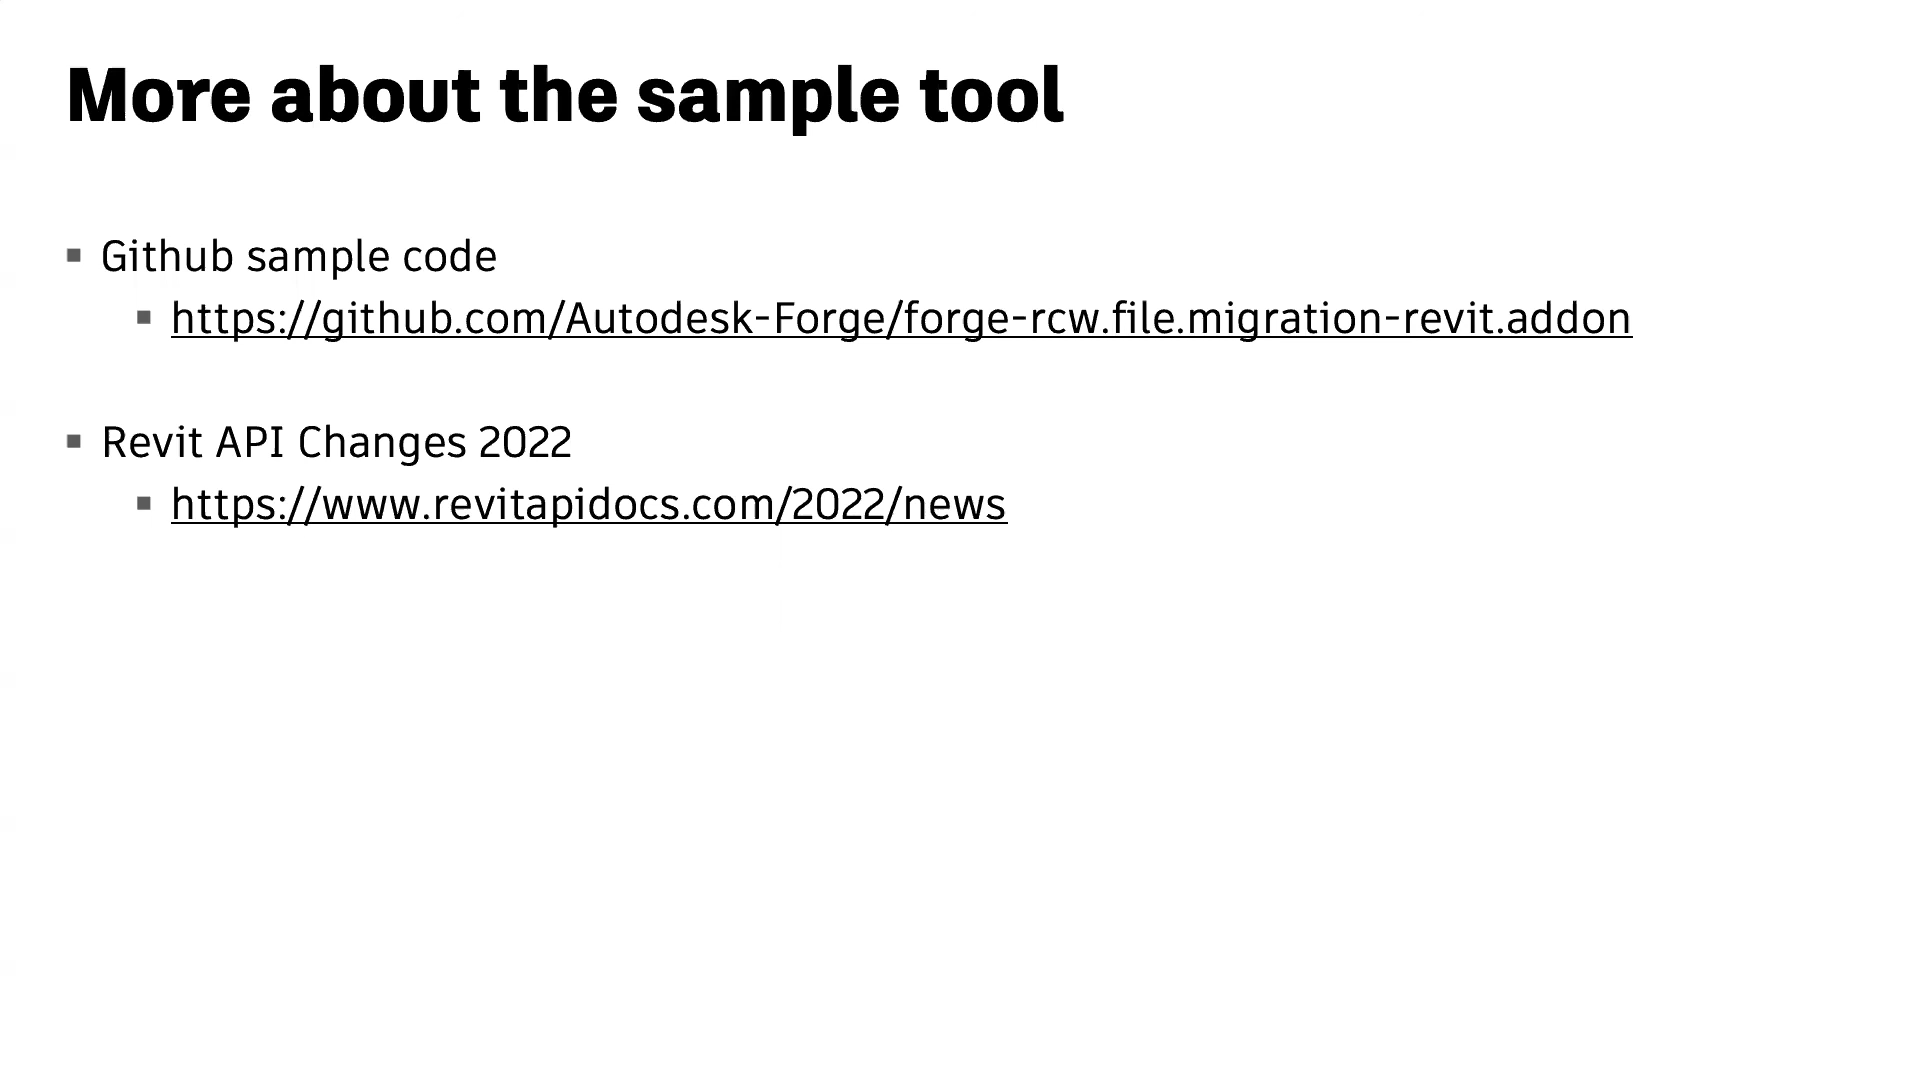 More about the sample tool
Github sample code
https://github.com/Autodesk-Forge/forge-rcw.file.migration-revit.addon
Revit API Changes 2022
https://www.revitapidocs.com/2022/news